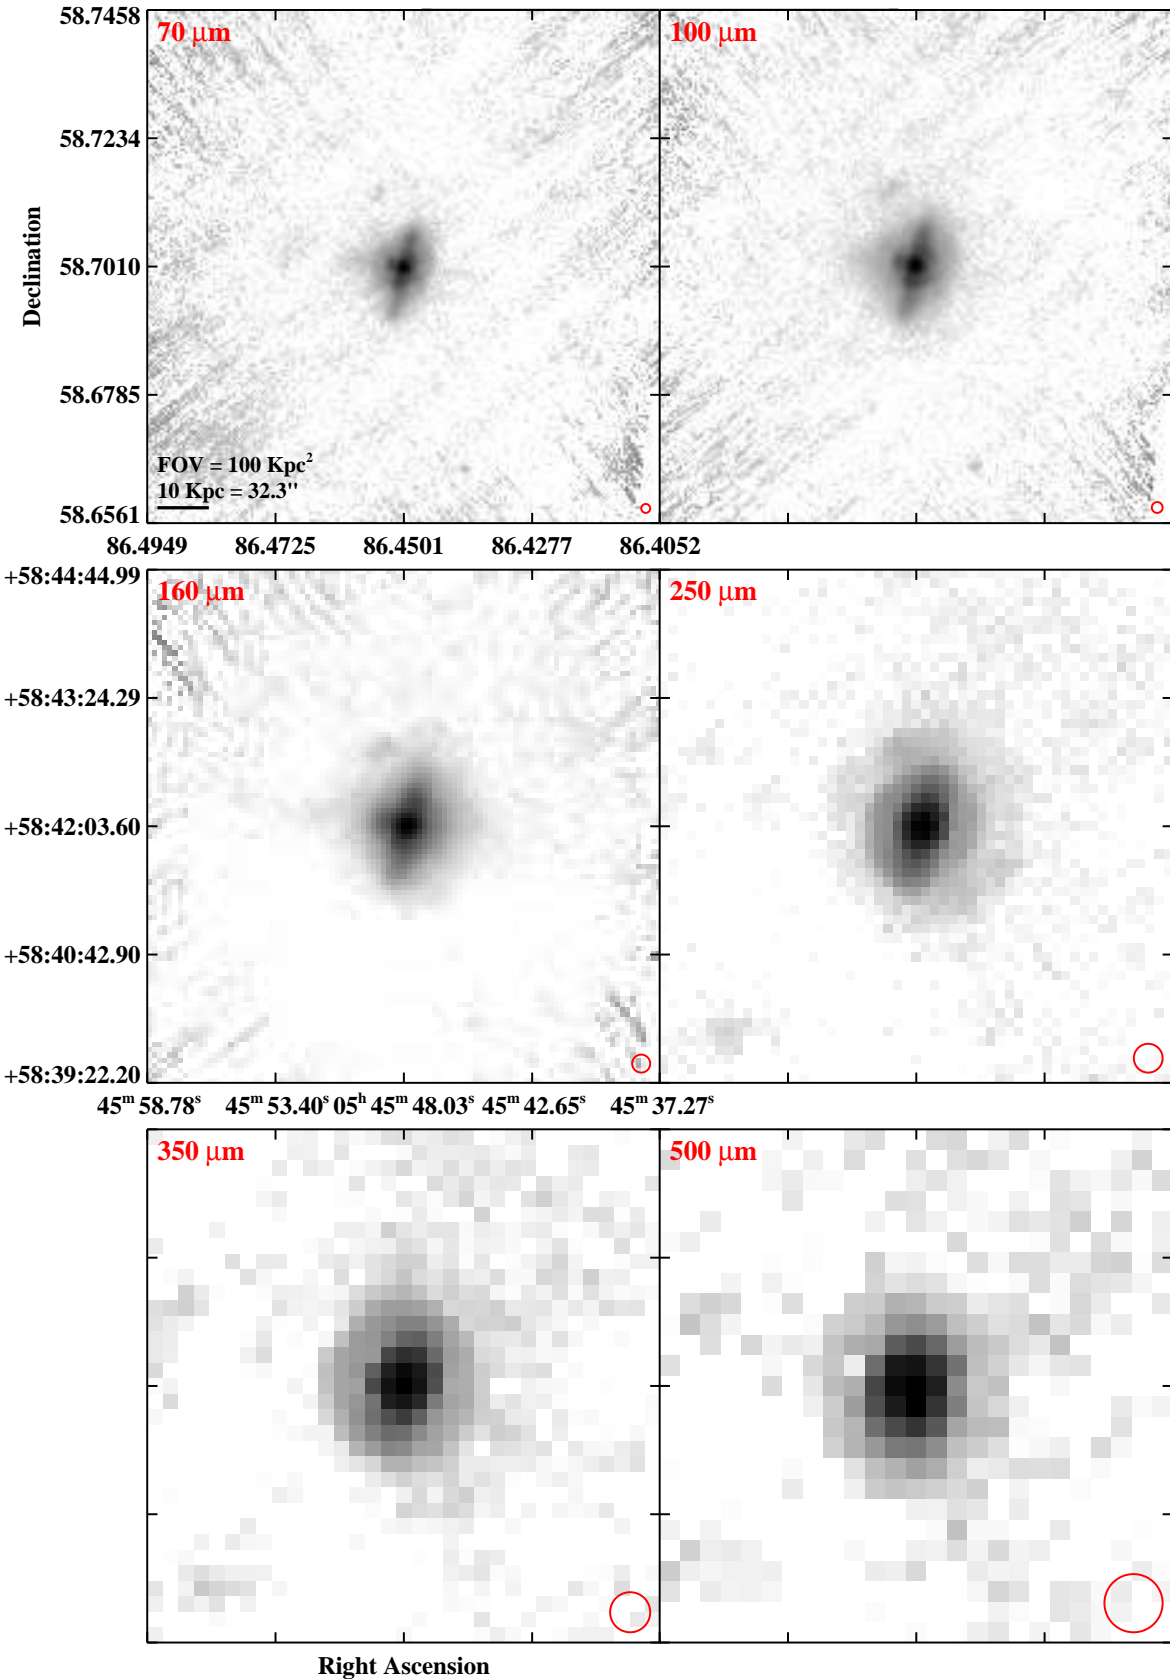 58.7458
70 μm
100 μm
58.7234
Declination
58.7010
58.6785
FOV = 100 Kpc²
10 Kpc = 32.3"
58.6561
86.4949 86.4725 86.4501 86.4277 86.4052
+58:44:44.99
160 μm
250 μm
+58:43:24.29
+58:42:03.60
+58:40:42.90
+58:39:22.20
45ᵐ 58.78ˢ 45ᵐ 53.40ˢ 05ʰ 45ᵐ 48.03ˢ 45ᵐ 42.65ˢ 45ᵐ 37.27ˢ
350 μm
500 μm
Right Ascension